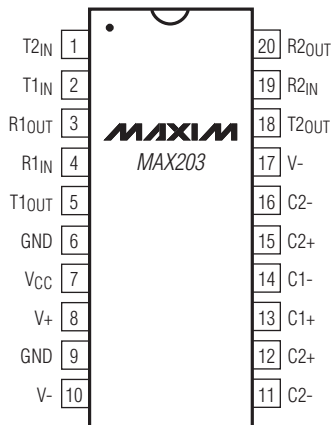 T2IN 1 20 R2OUT
T1IN 2 19 R2IN
R1OUT 3 MAXIM 18 T2OUT
R1IN 4 MAX203 17 V-
T1OUT 5 16 C2-
GND 6 15 C2+
VCC 7 14 C1-
V+ 8 13 C1+
GND 9 12 C2+
V- 10 11 C2-